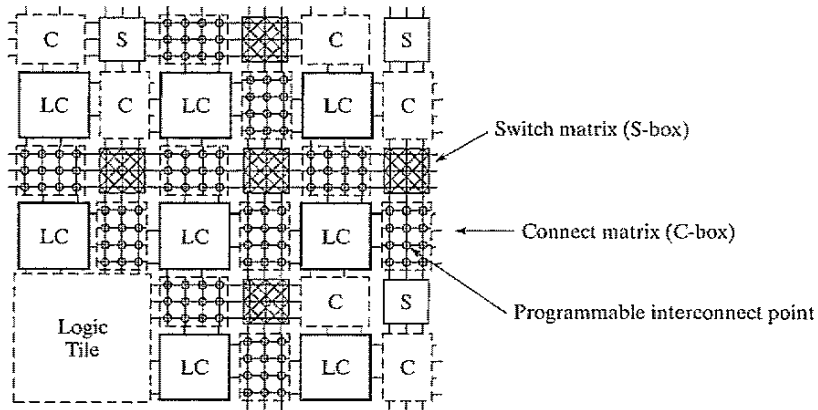 C S C S
LC C LC LC C
Switch matrix (S-box)
LC LC LC
Connect matrix (C-box)
C S
Programmable interconnect point
Logic
Tile
LC LC C